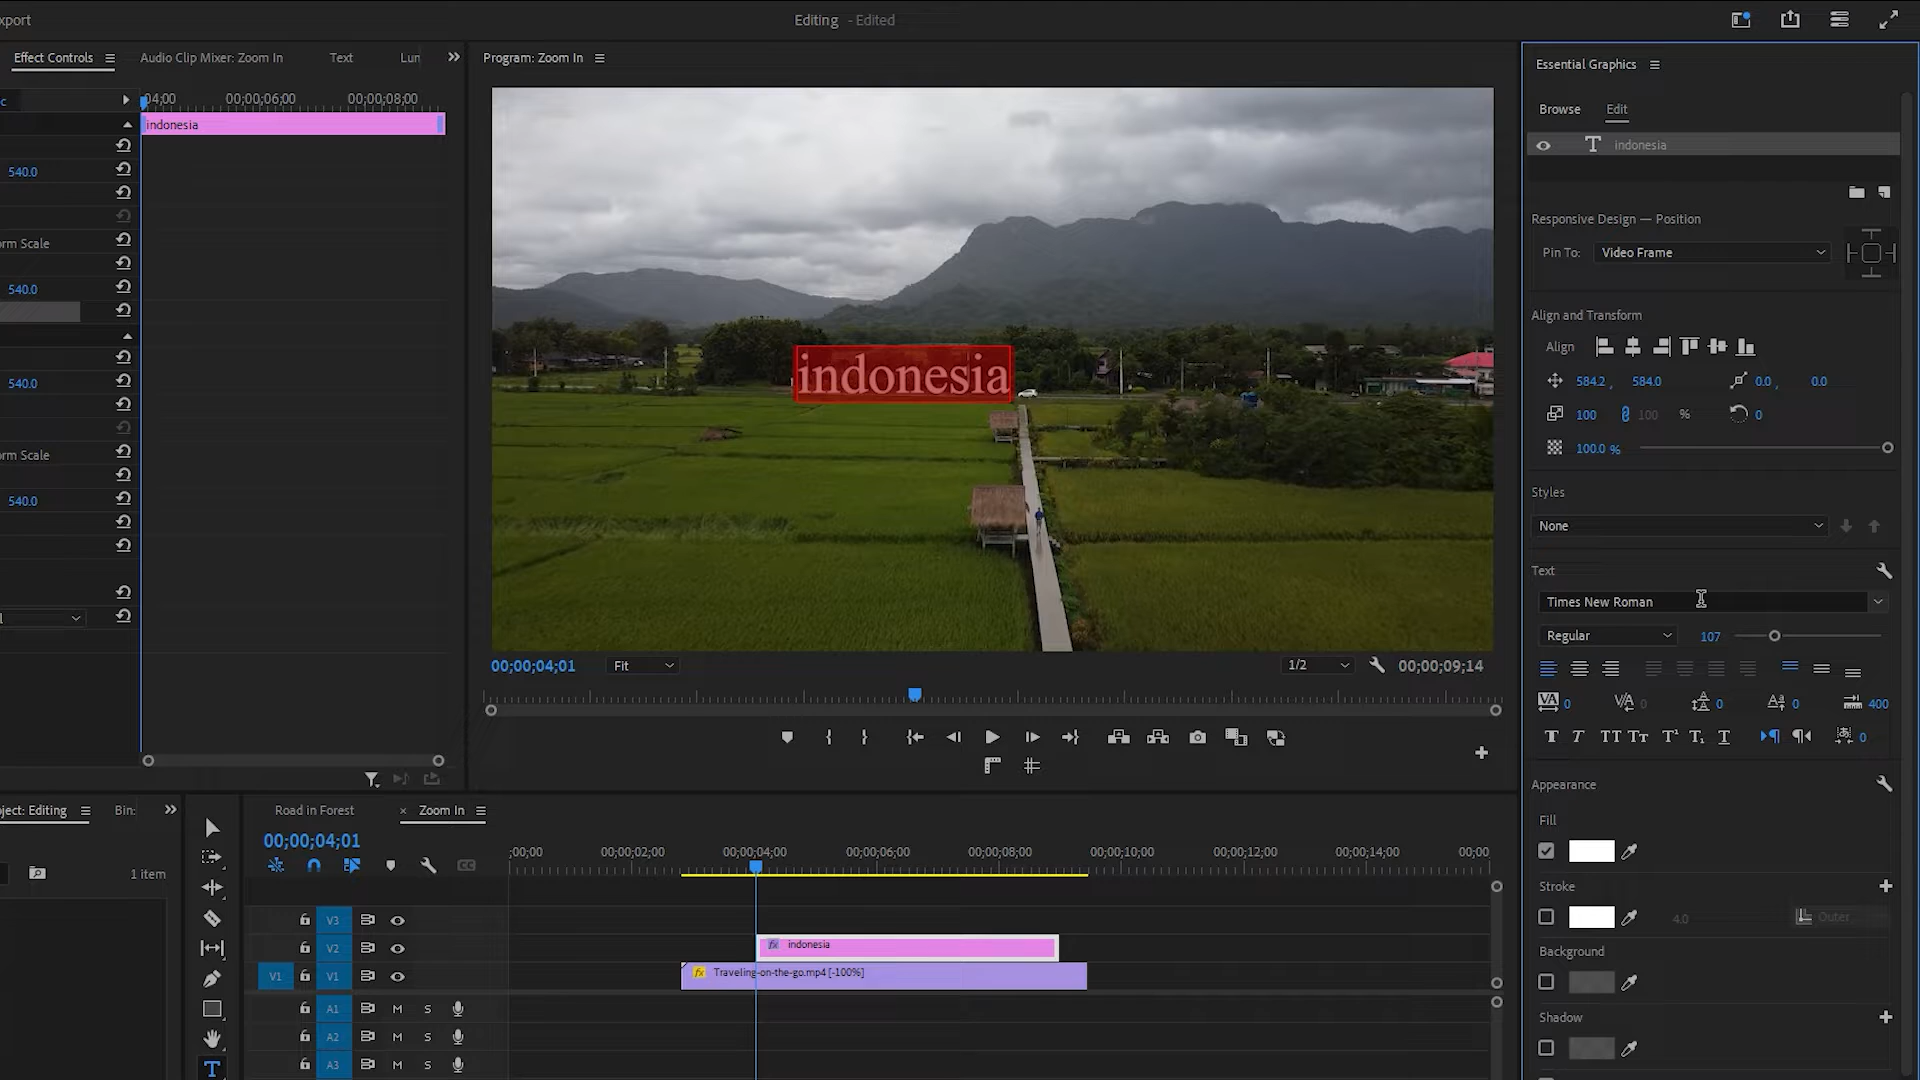 xport
Editing - Edited
Effect Controls
Audio Clip Mixer: Zoom In
Text
Lun
Program: Zoom In
Essential Graphics
c
04;00
00;00;06;00
00;00;08;00
Browse
Edit
indonesia
T indonesia
540.0
Responsive Design — Position
rm Scale
Pin To:
Video Frame
540.0
Align and Transform
Align
indonesia
540.0
584.2 ,
584.0
0.0 ,
0.0
100
100
%
0
rm Scale
100.0 %
540.0
Styles
None
Text
Times New Roman
Regular
107
00;00;04;01
Fit
1/2
00;00;09;14
0
0
0
0
400
0
Appearance
Fill
ject: Editing
Bin:
Road in Forest
× Zoom In
00;00;04;01
;00;00
00;00;02;00
00;00;04;00
00;00;06;00
00;00;08;00
00;00;10;00
00;00;12;00
00;00;14;00
00;00
1 item
Stroke
4.0
Outer
V3
V2
fx indonesia
Background
V1
V1
fx Traveling-on-the-go.mp4 [-100%]
A1
M
S
Shadow
A2
M
S
A3
M
S